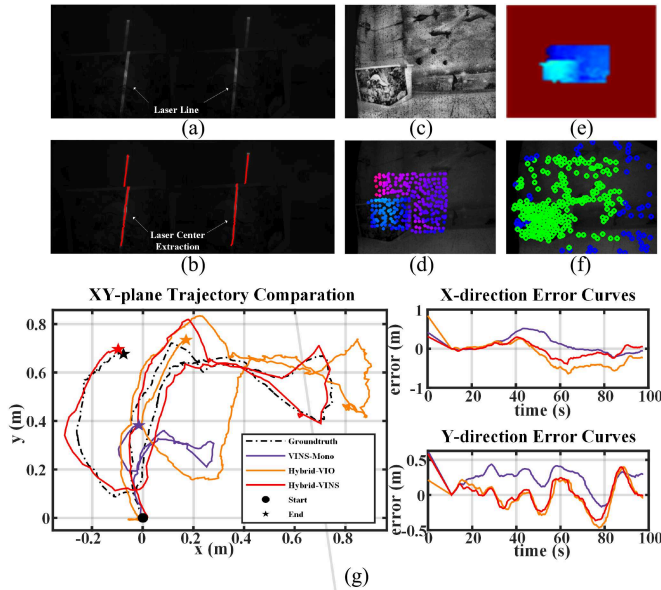 Laser Line
(a)
(c)
(e)
Laser Center
Extraction
(b)
(d)
(f)
XY-plane Trajectory Comparation
0.8
0.6
0.4
0.2
0
y (m)
-0.2
0
0.2
0.4
0.6
0.8
x (m)
Groundtruth
VINS-Mono
Hybrid-VIO
Hybrid-VINS
Start
End
X-direction Error Curves
1
0
-1
error (m)
0
20
40
60
80
100
time (s)
Y-direction Error Curves
0.5
0
-0.5
error (m)
0
20
40
60
80
100
time (s)
(g)